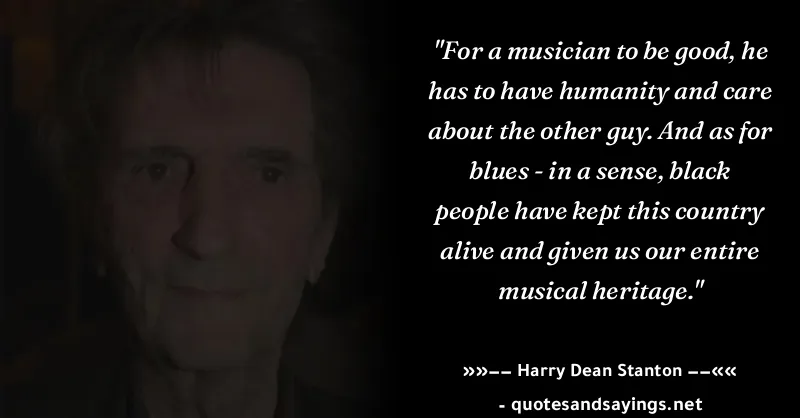 "For a musician to be good, he
has to have humanity and care
about the other guy. And as for
blues - in a sense, black
people have kept this country
alive and given us our entire
musical heritage."
»»–– Harry Dean Stanton ––««
- quotesandsayings.net